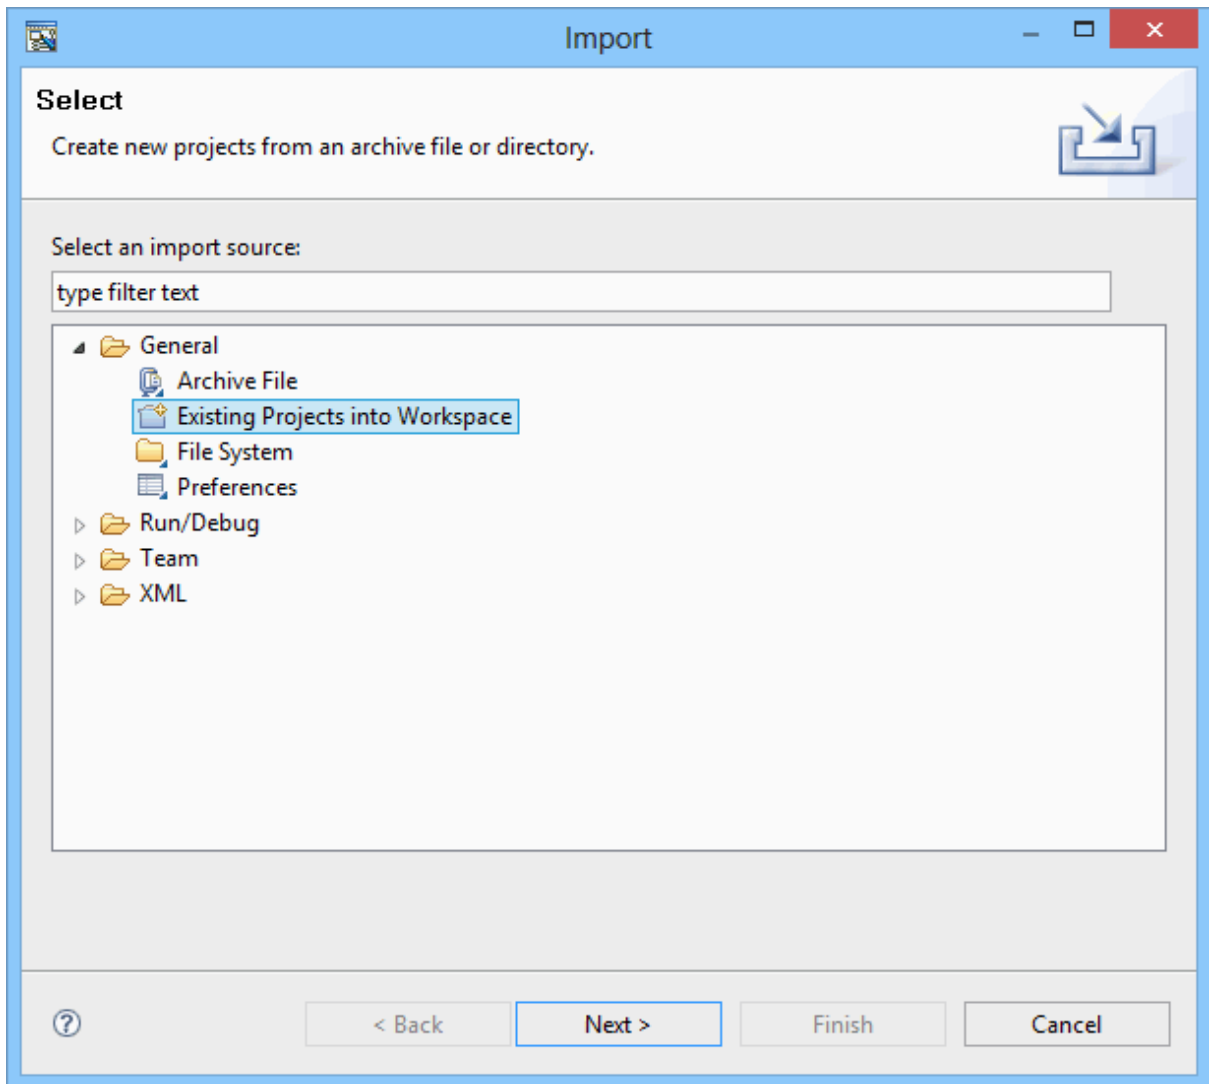 Import
Select
Create new projects from an archive file or directory.
Select an import source:
type filter text
General
Archive File
Existing Projects into Workspace
File System
Preferences
Run/Debug
Team
XML
? < Back Next > Finish Cancel